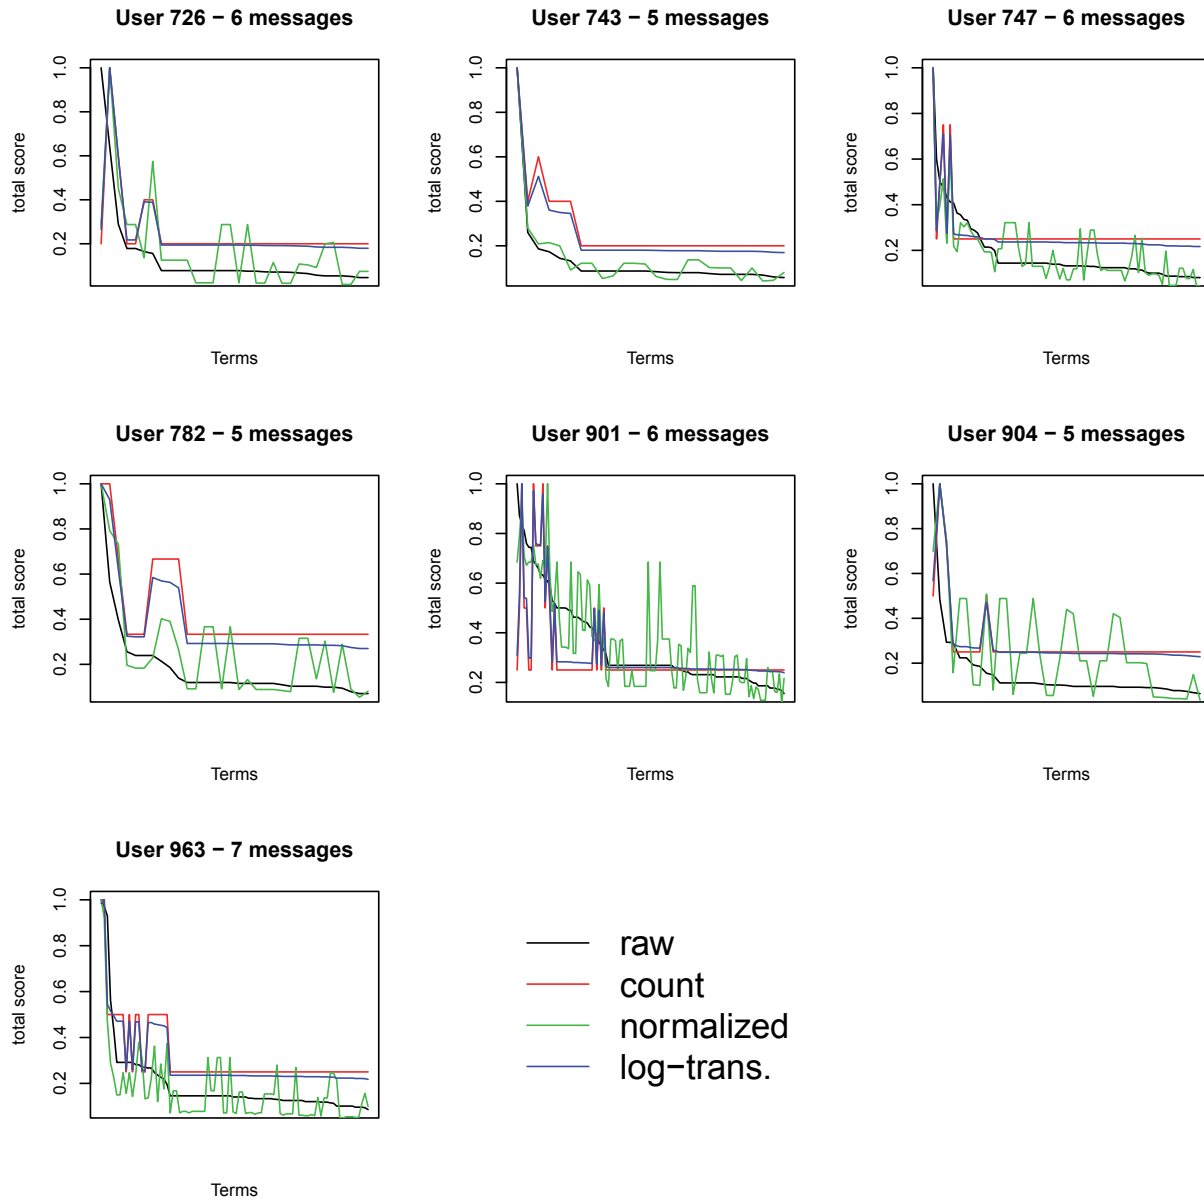 User 726 − 6 messages
total score
0.2 0.4 0.6 0.8 1.0
Terms
User 743 − 5 messages
total score
0.2 0.4 0.6 0.8 1.0
Terms
User 747 − 6 messages
total score
0.2 0.4 0.6 0.8 1.0
Terms
User 782 − 5 messages
total score
0.2 0.4 0.6 0.8 1.0
Terms
User 901 − 6 messages
total score
0.2 0.4 0.6 0.8 1.0
Terms
User 904 − 5 messages
total score
0.2 0.4 0.6 0.8 1.0
Terms
User 963 − 7 messages
total score
0.2 0.4 0.6 0.8 1.0
Terms
raw
count
normalized
log−trans.